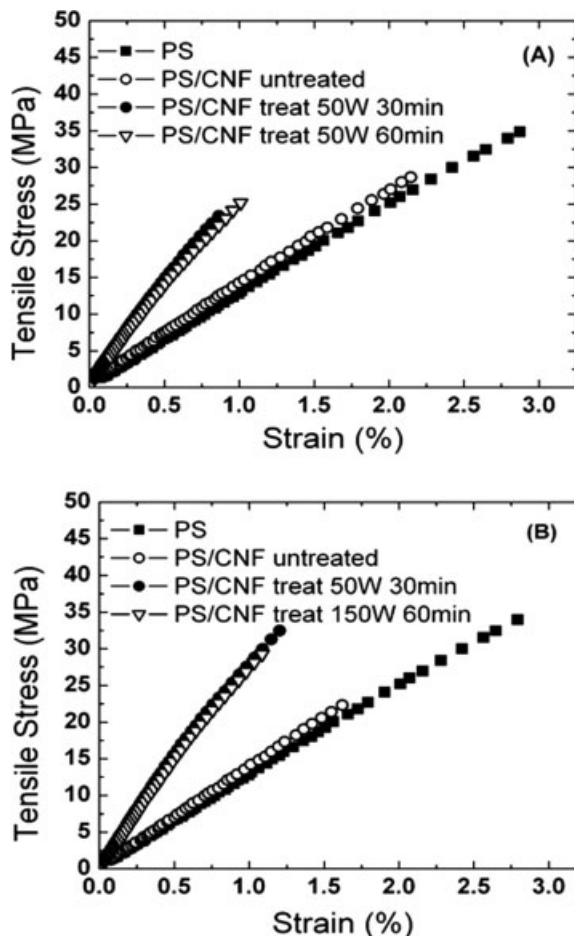 50
45
40
35
30
25
20
15
10
5
0
Tensile Stress (MPa)
(A)
PS
PS/CNF untreated
PS/CNF treat 50W 30min
PS/CNF treat 50W 60min
0.0 0.5 1.0 1.5 2.0 2.5 3.0
Strain (%)
50
45
40
35
30
25
20
15
10
5
0
Tensile Stress (MPa)
(B)
PS
PS/CNF untreated
PS/CNF treat 50W 30min
PS/CNF treat 150W 60min
0.0 0.5 1.0 1.5 2.0 2.5 3.0
Strain (%)